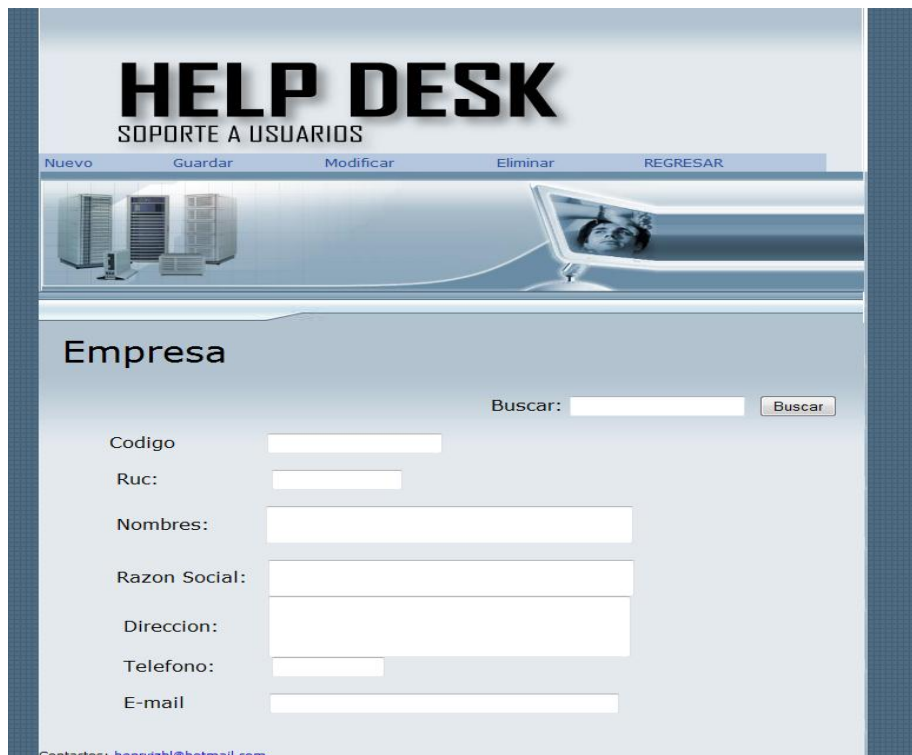 HELP DESK
SOPORTE A USUARIOS
Nuevo Guardar Modificar Eliminar REGRESAR
Empresa
Buscar: Buscar
Codigo
Ruc:
Nombres:
Razon Social:
Direccion:
Telefono:
E-mail
Contactos: